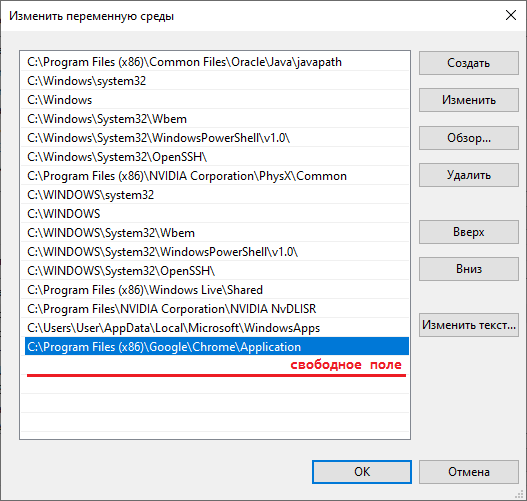 Изменить переменную среды
C:\Program Files (x86)\Common Files\Oracle\Java\javapath
C:\Windows\system32
C:\Windows
C:\Windows\System32\Wbem
C:\Windows\System32\WindowsPowerShell\v1.0\
C:\Windows\System32\OpenSSH\
C:\Program Files (x86)\NVIDIA Corporation\PhysX\Common
C:\WINDOWS\system32
C:\WINDOWS
C:\WINDOWS\System32\Wbem
C:\WINDOWS\System32\WindowsPowerShell\v1.0\
C:\WINDOWS\System32\OpenSSH\
C:\Program Files (x86)\Windows Live\Shared
C:\Program Files\NVIDIA Corporation\NVIDIA NvDLISR
C:\Users\User\AppData\Local\Microsoft\WindowsApps
C:\Program Files (x86)\Google\Chrome\Application
свободное поле
Создать
Изменить
Обзор...
Удалить
Вверх
Вниз
Изменить текст...
ОК
Отмена